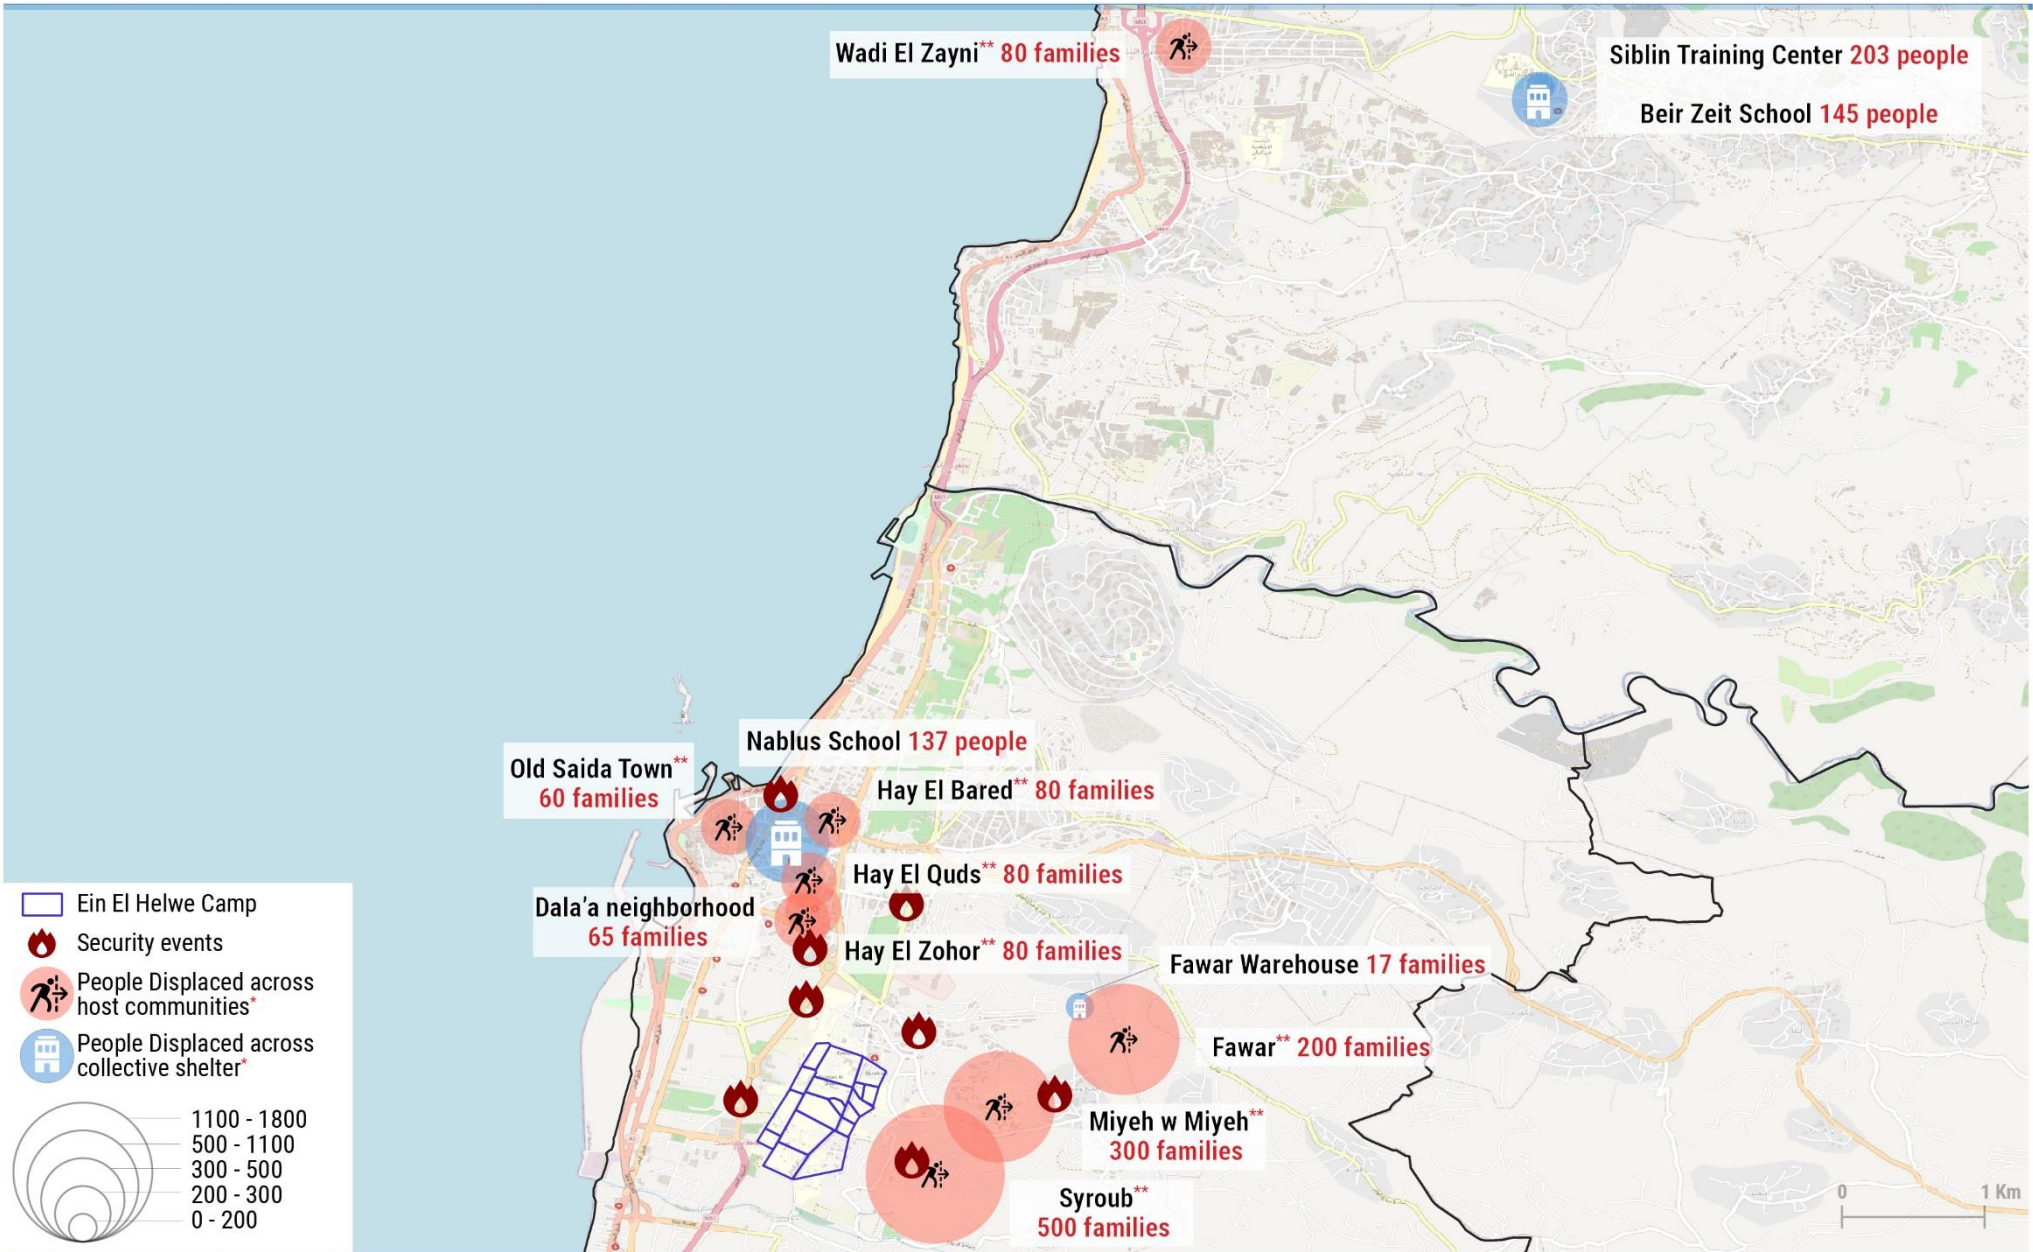 Wadi El Zayni** 80 families
Siblin Training Center 203 people
Beir Zeit School 145 people
Nablus School 137 people
Old Saida Town**
60 families
Hay El Bared** 80 families
Hay El Quds** 80 families
Dala'a neighborhood
65 families
Hay El Zohor** 80 families
Fawar Warehouse 17 families
Fawar** 200 families
Miyeh w Miyeh**
300 families
Syroub**
500 families
Ein El Helwe Camp
Security events
People Displaced across
host communities*
People Displaced across
collective shelter*
1100 - 1800
500 - 1100
300 - 500
200 - 300
0 - 200
0 1 Km